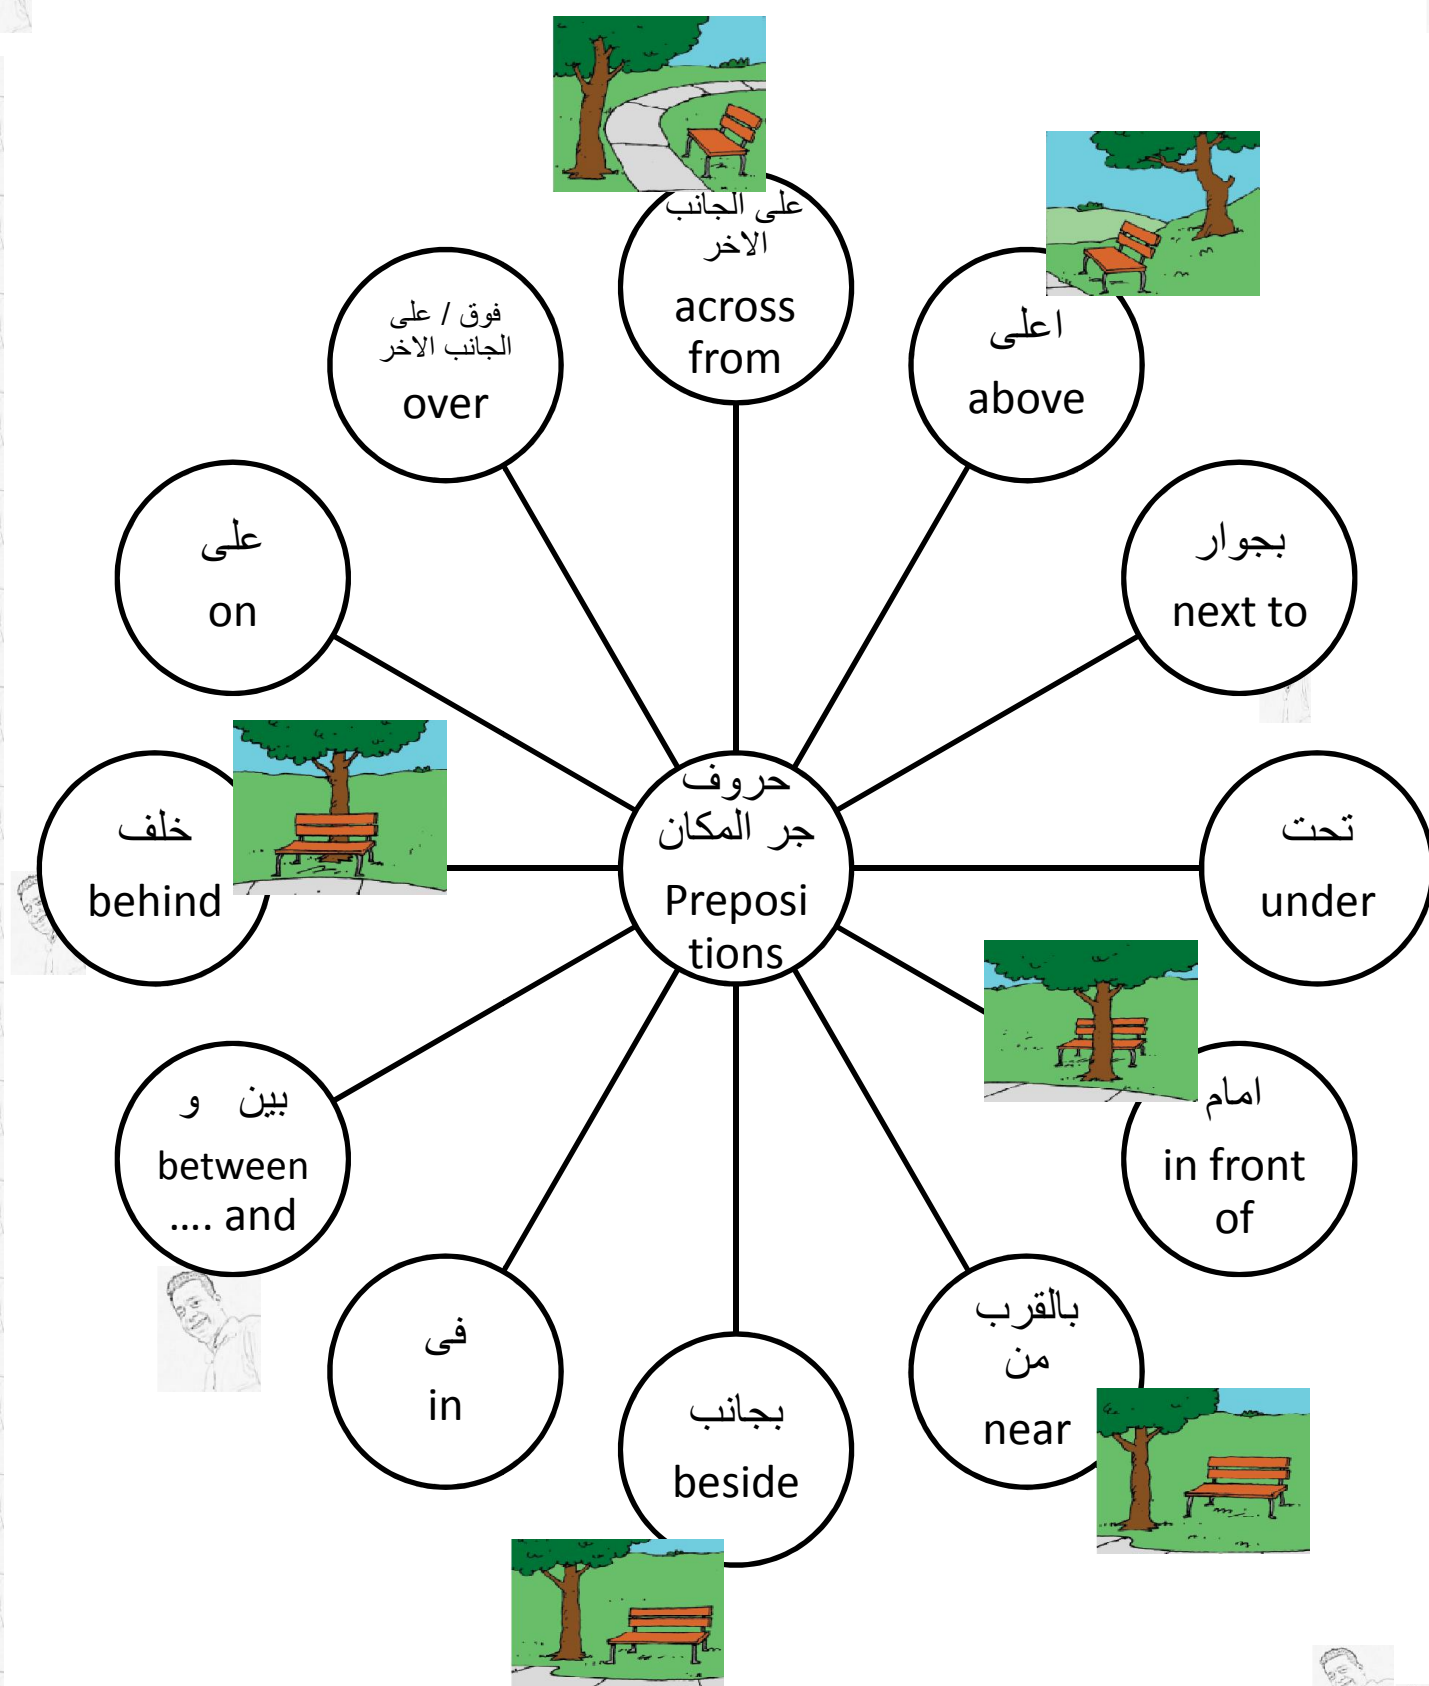 حروف
جر المكان
Preposi
tions
على الجانب
الاخر
across
from
اعلى
above
بجوار
next to
تحت
under
امام
in front
of
بالقرب
من
near
بجانب
beside
فى
in
بين و
between
.... and
خلف
behind
على
on
فوق / على
الجانب الاخر
over